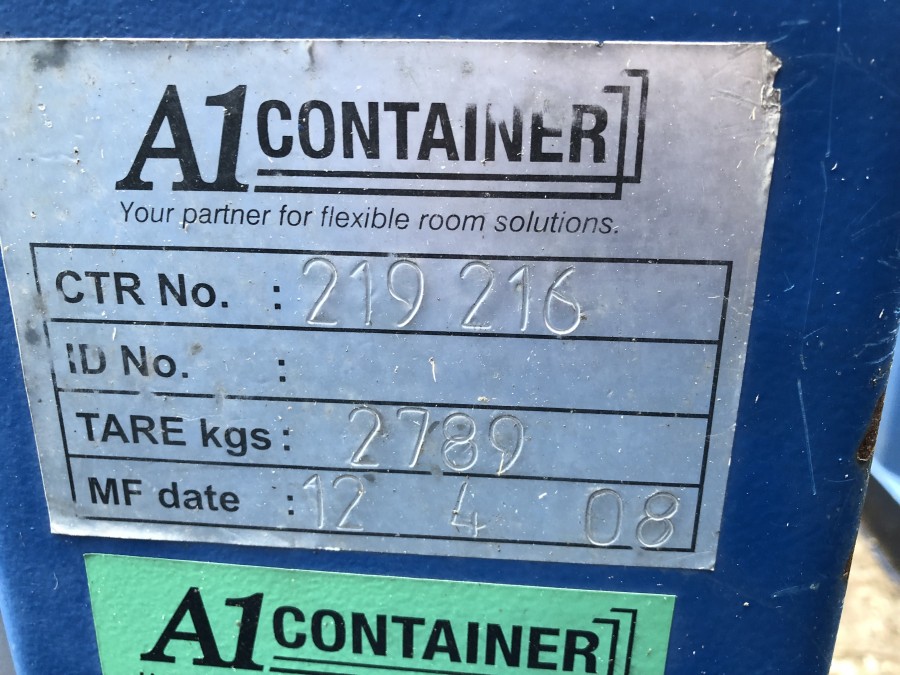 A1 CONTAINER
Your partner for flexible room solutions.
CTR No. : 219 216
ID No. :
TARE kgs: 2789
MF date : 12 4 08
A1 CONTAINER